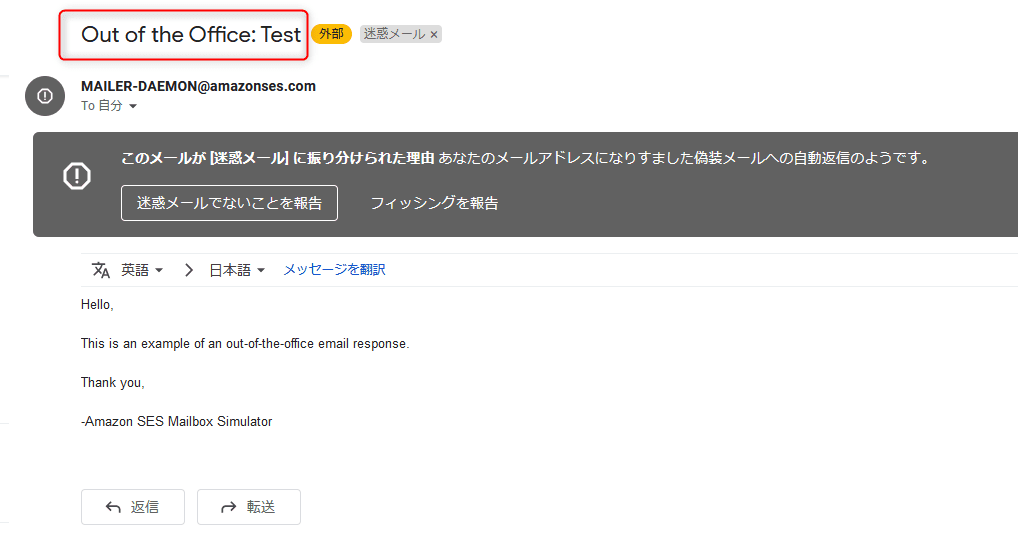 Out of the Office: Test 外部 迷惑メール ×
MAILER-DAEMON@amazonses.com
To 自分
このメールが [迷惑メール] に振り分けられた理由 あなたのメールアドレスになりすました偽装メールへの自動返信のようです。
迷惑メールでないことを報告 フィッシングを報告
英語 日本語 メッセージを翻訳
Hello,
This is an example of an out-of-the-office email response.
Thank you,
-Amazon SES Mailbox Simulator
返信 転送